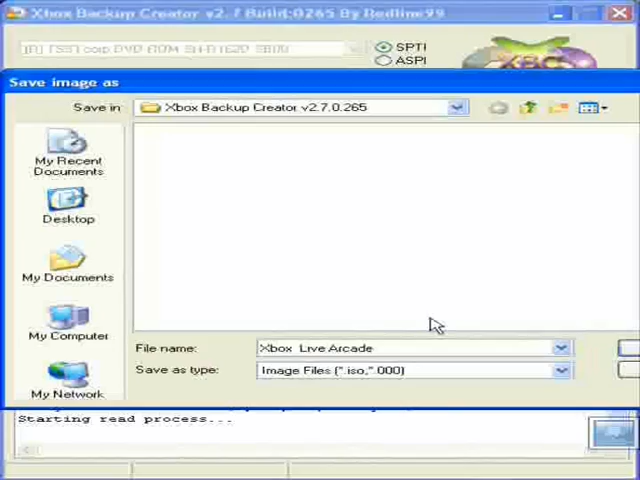 Xbox Backup Creator v2.7 Build:0265 By Redline99
SPTI
ASPI
XBC
Save image as
Save in:
Xbox Backup Creator v2.7.0.265
My Recent
Documents
Desktop
My Documents
My Computer
My Network
File name:
Xbox Live Arcade
Save as type:
Image Files (*.iso,*.000)
Starting read process...